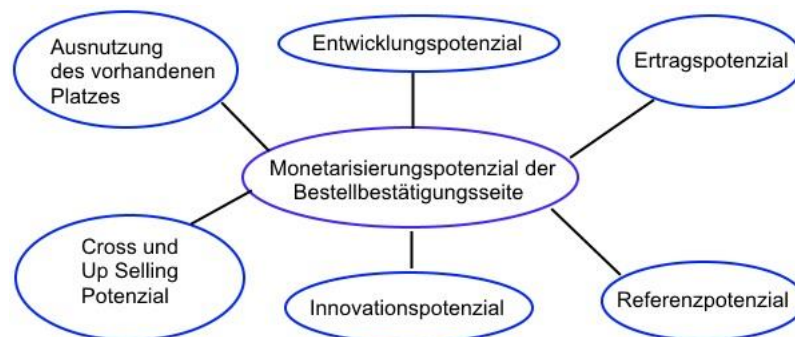 Ausnutzung
des vorhandenen
Platzes
Entwicklungspotenzial
Ertragspotenzial
Monetarisierungspotenzial der
Bestellbestätigungsseite
Cross und
Up Selling
Potenzial
Innovationspotenzial
Referenzpotenzial